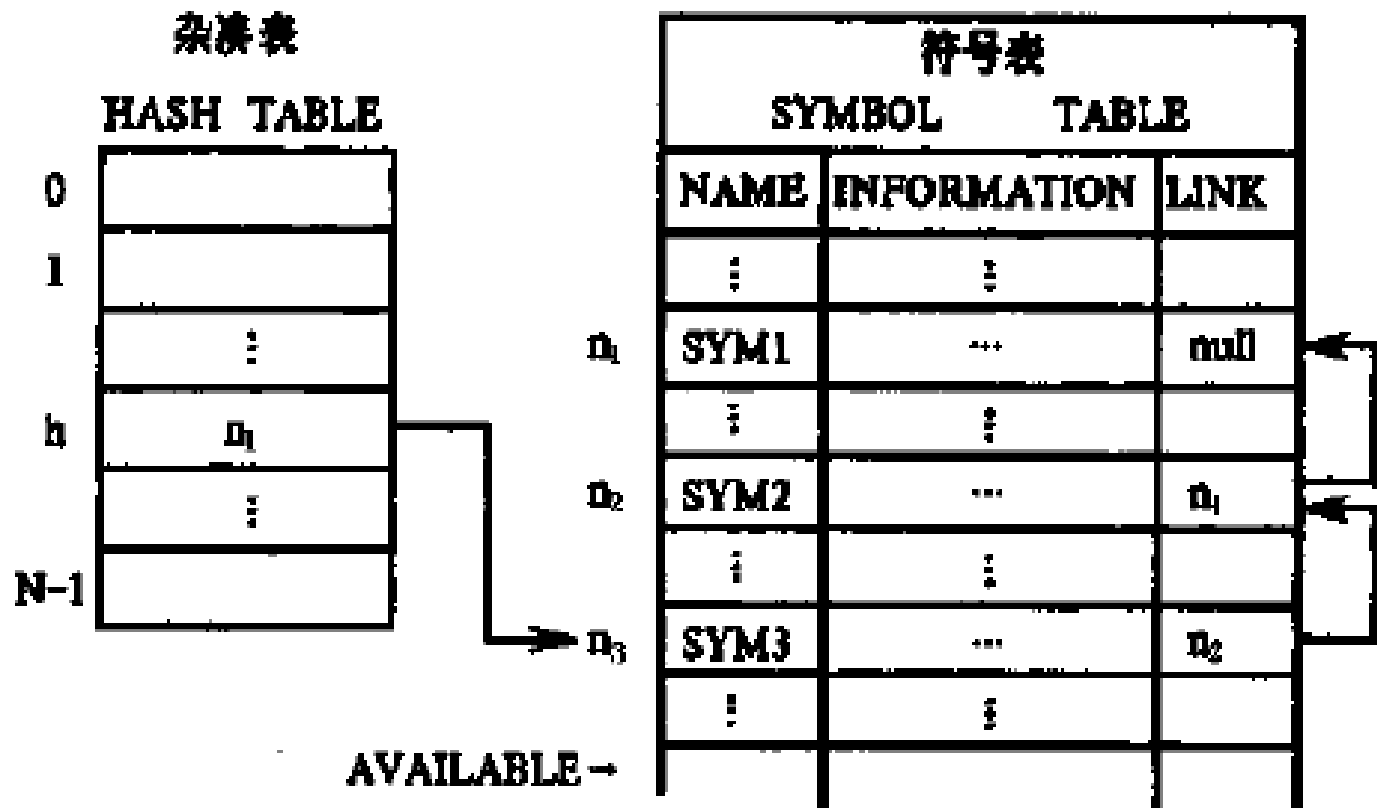 杂凑表
HASH TABLE
0
1
⋮
h n₁
⋮
N-1
符号表
SYMBOL TABLE
NAME INFORMATION LINK
⋮ ⋮
n₁ SYM1 ... null
⋮ ⋮
n₂ SYM2 ... n₁
⋮ ⋮
n₃ SYM3 ... n₂
⋮ ⋮
AVAILABLE→